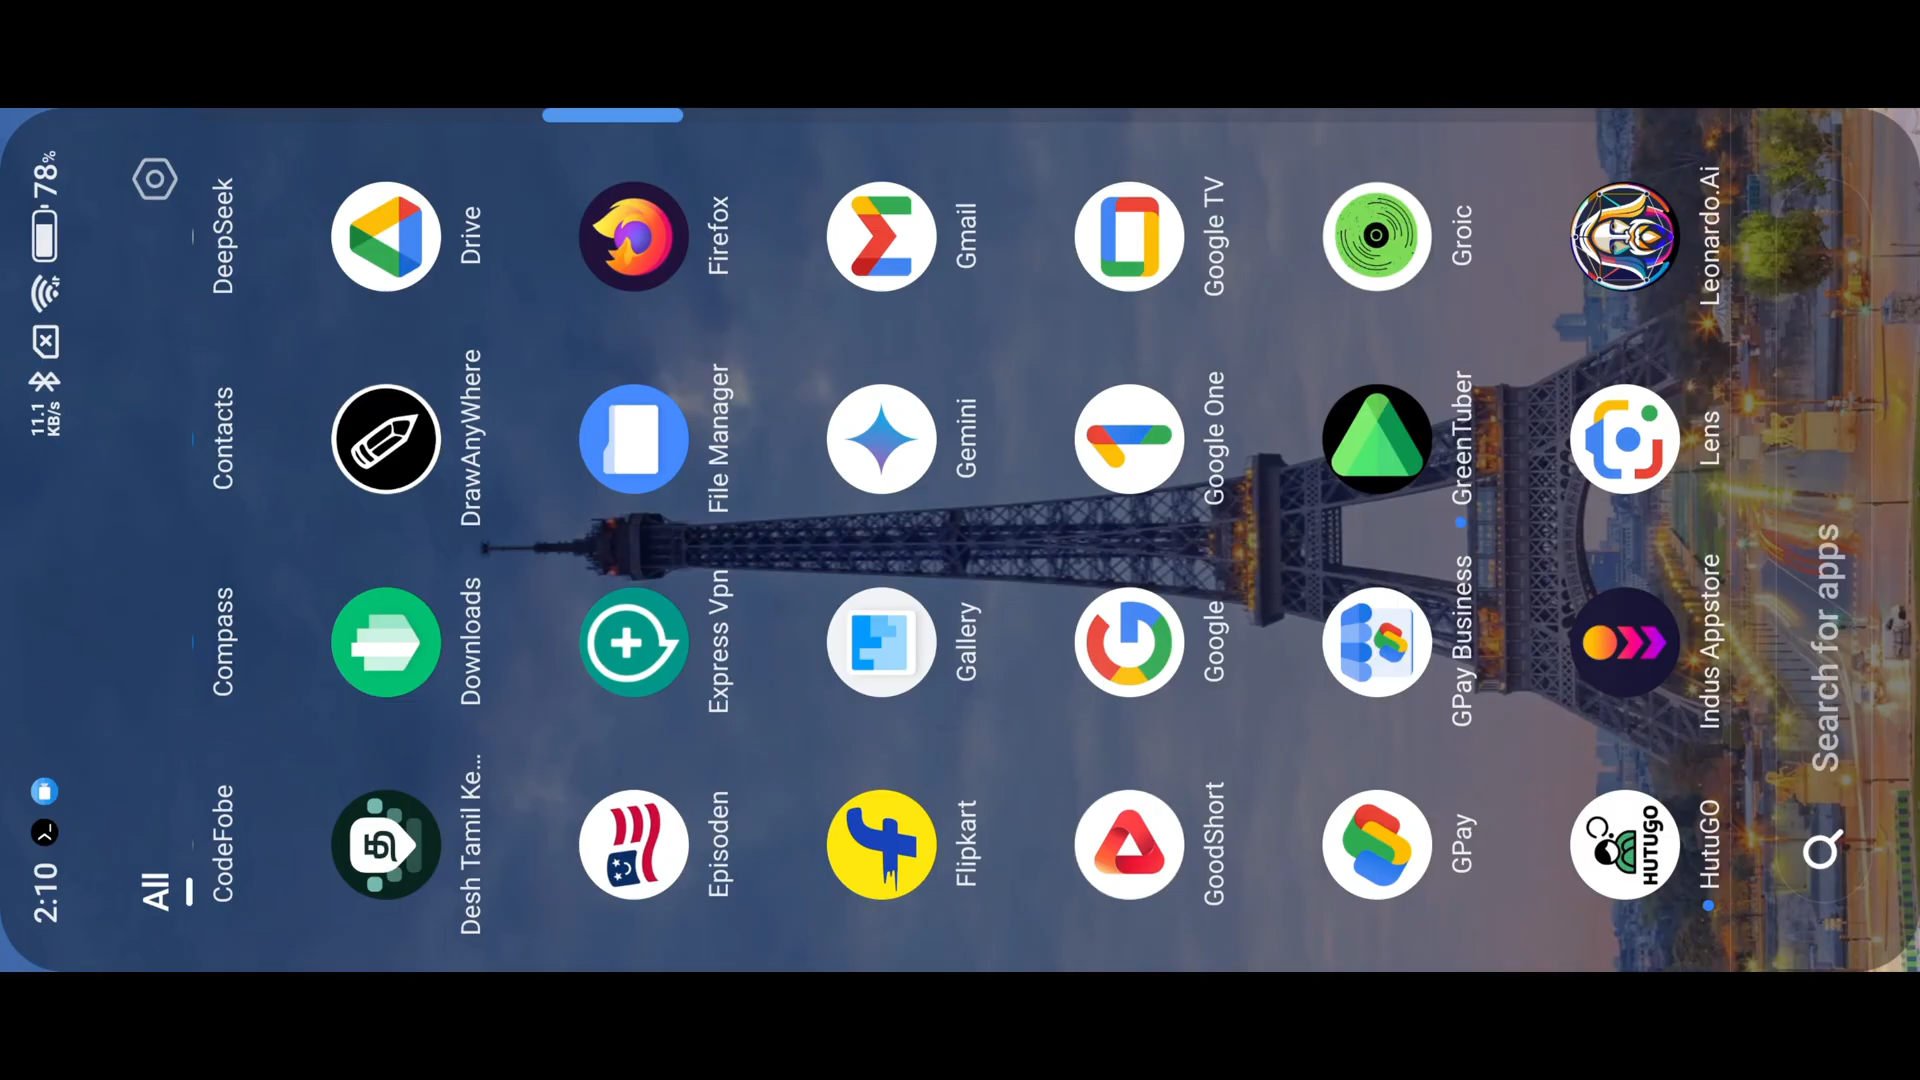 2:10
11.1
KB/s
78%
All
CodeFobe Compass Contacts DeepSeek
த
Desh Tamil Ke... Downloads DrawAnyWhere Drive
Episoden Express Vpn File Manager Firefox
Flipkart Gallery Gemini Gmail
GoodShort Google Google One Google TV
GPay GPay Business GreenTuber Groic
HUTUGO
HutuGO Indus Appstore Lens Leonardo.Ai
Search for apps